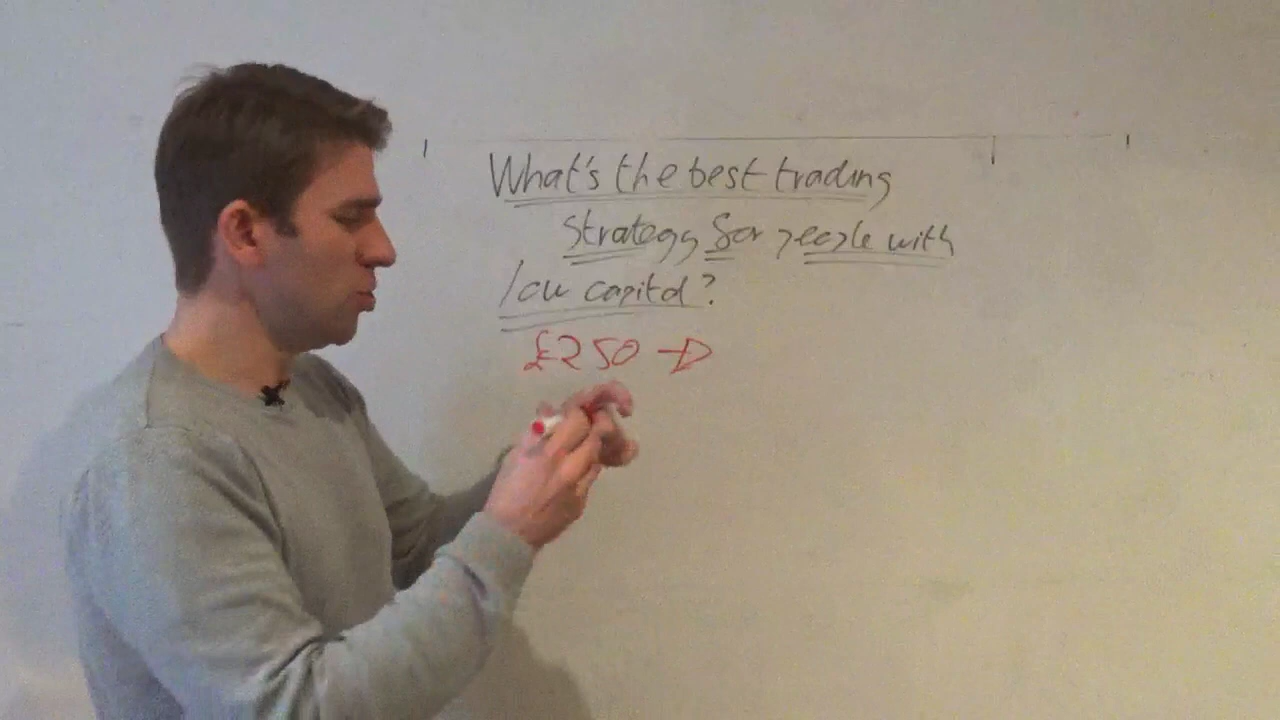 What's the best trading
Strategy for people with
low capital?
£250 →